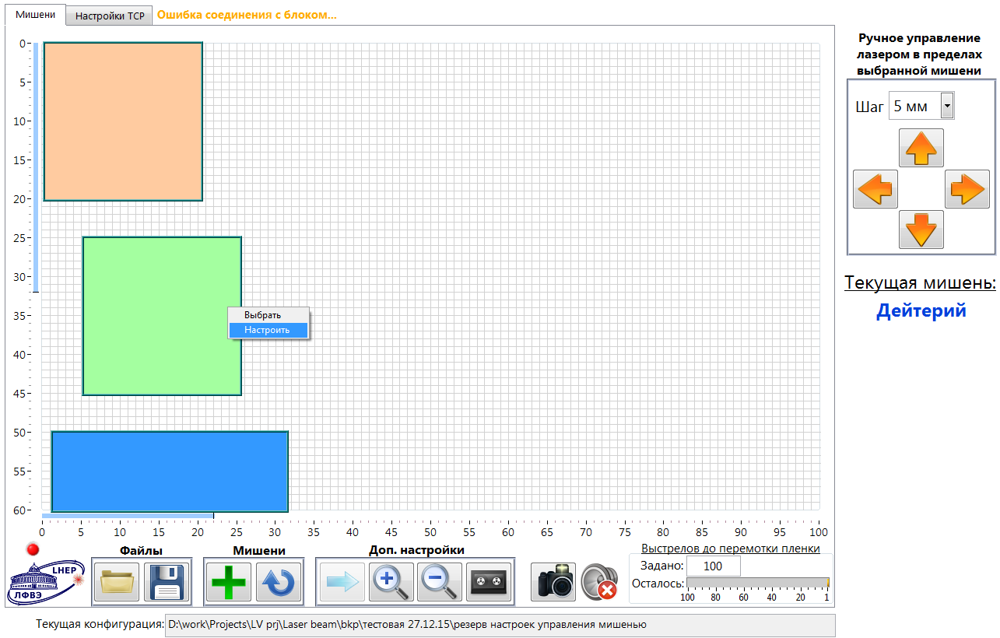 Мишени
Настройки TCP
Ошибка соединения с блоком...
0
5
10
15
20
25
30
35
40
45
50
55
60
0 5 10 15 20 25 30 35 40 45 50 55 60 65 70 75 80 85 90 95 100
Выбрать
Настроить
Ручное управление
лазером в пределах
выбранной мишени
Шаг 5 мм
Текущая мишень:
Дейтерий
LHEP
ЛФВЭ
Файлы
Мишени
Доп. настройки
Выстрелов до перемотки пленки
Задано: 100
Осталось:
100 80 60 40 20 1
Текущая конфигурация: D:\work\Projects\LV prj\Laser beam\bkp\тестовая 27.12.15\резерв настроек управления мишенью